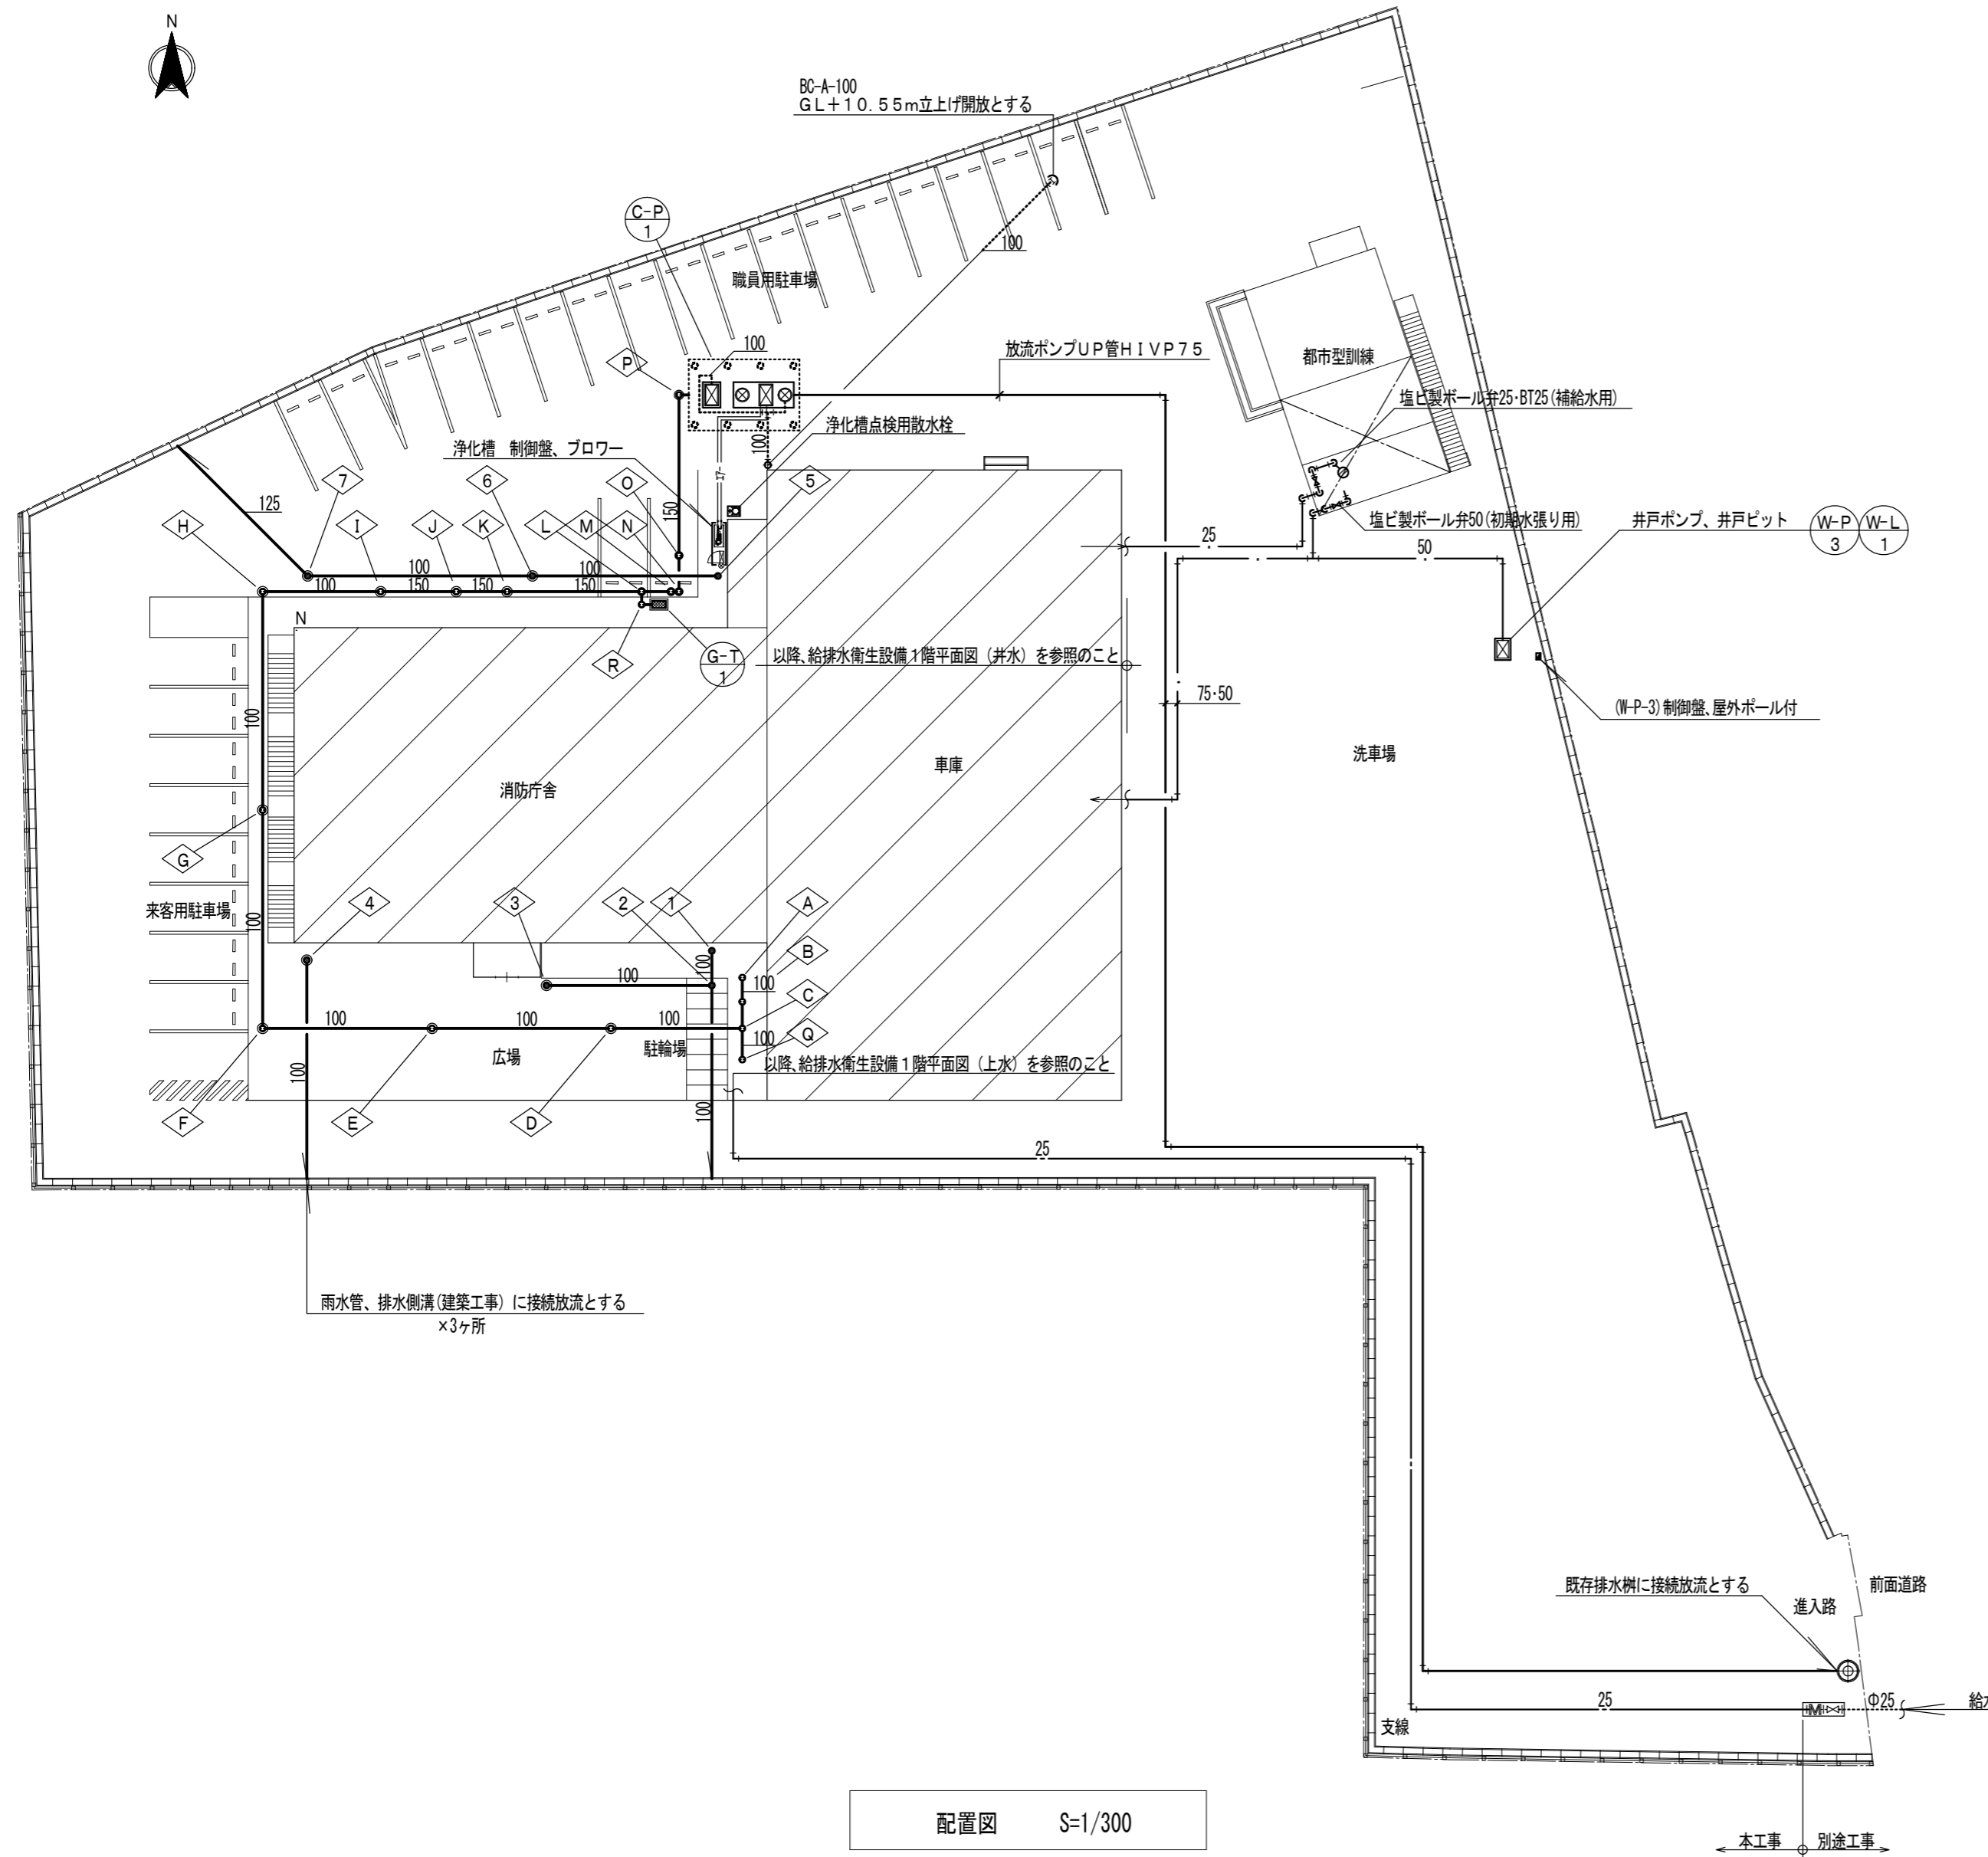 N
BC-A-100
GL+10.55m立上げ開放とする
C-P
1
100
職員用駐車場
100
放流ポンプUP管HIVP75
都市型訓練
P
塩ビ製ボール弁25・BT25(補給水用)
浄化槽点検用散水栓
100
浄化槽 制御盤、ブロワー
7
6
O
5
125
150
H
I
J
K
L
M
N
塩ビ製ボール弁50(初期水張り用)
井戸ポンプ、井戸ピット
W-P
3
W-L
1
25
50
100
100
100
150
150
150
N
R
G-T
1
以降、給排水衛生設備1階平面図(井水)を参照のこと
75・50
(W-P-3)制御盤、屋外ポール付
100
洗車場
車庫
消防庁舎
G
来客用駐車場
100
4
3
2
1
A
B
100
100
100
C
100
100
100
100
Q
広場
駐輪場
以降、給排水衛生設備1階平面図(上水)を参照のこと
100
100
F
E
D
25
雨水管、排水側溝(建築工事)に接続放流とする
×3ヶ所
既存排水桝に接続放流とする
前面道路
進入路
25
M
Φ25
給水
支線
配置図 S=1/300
本工事
別途工事